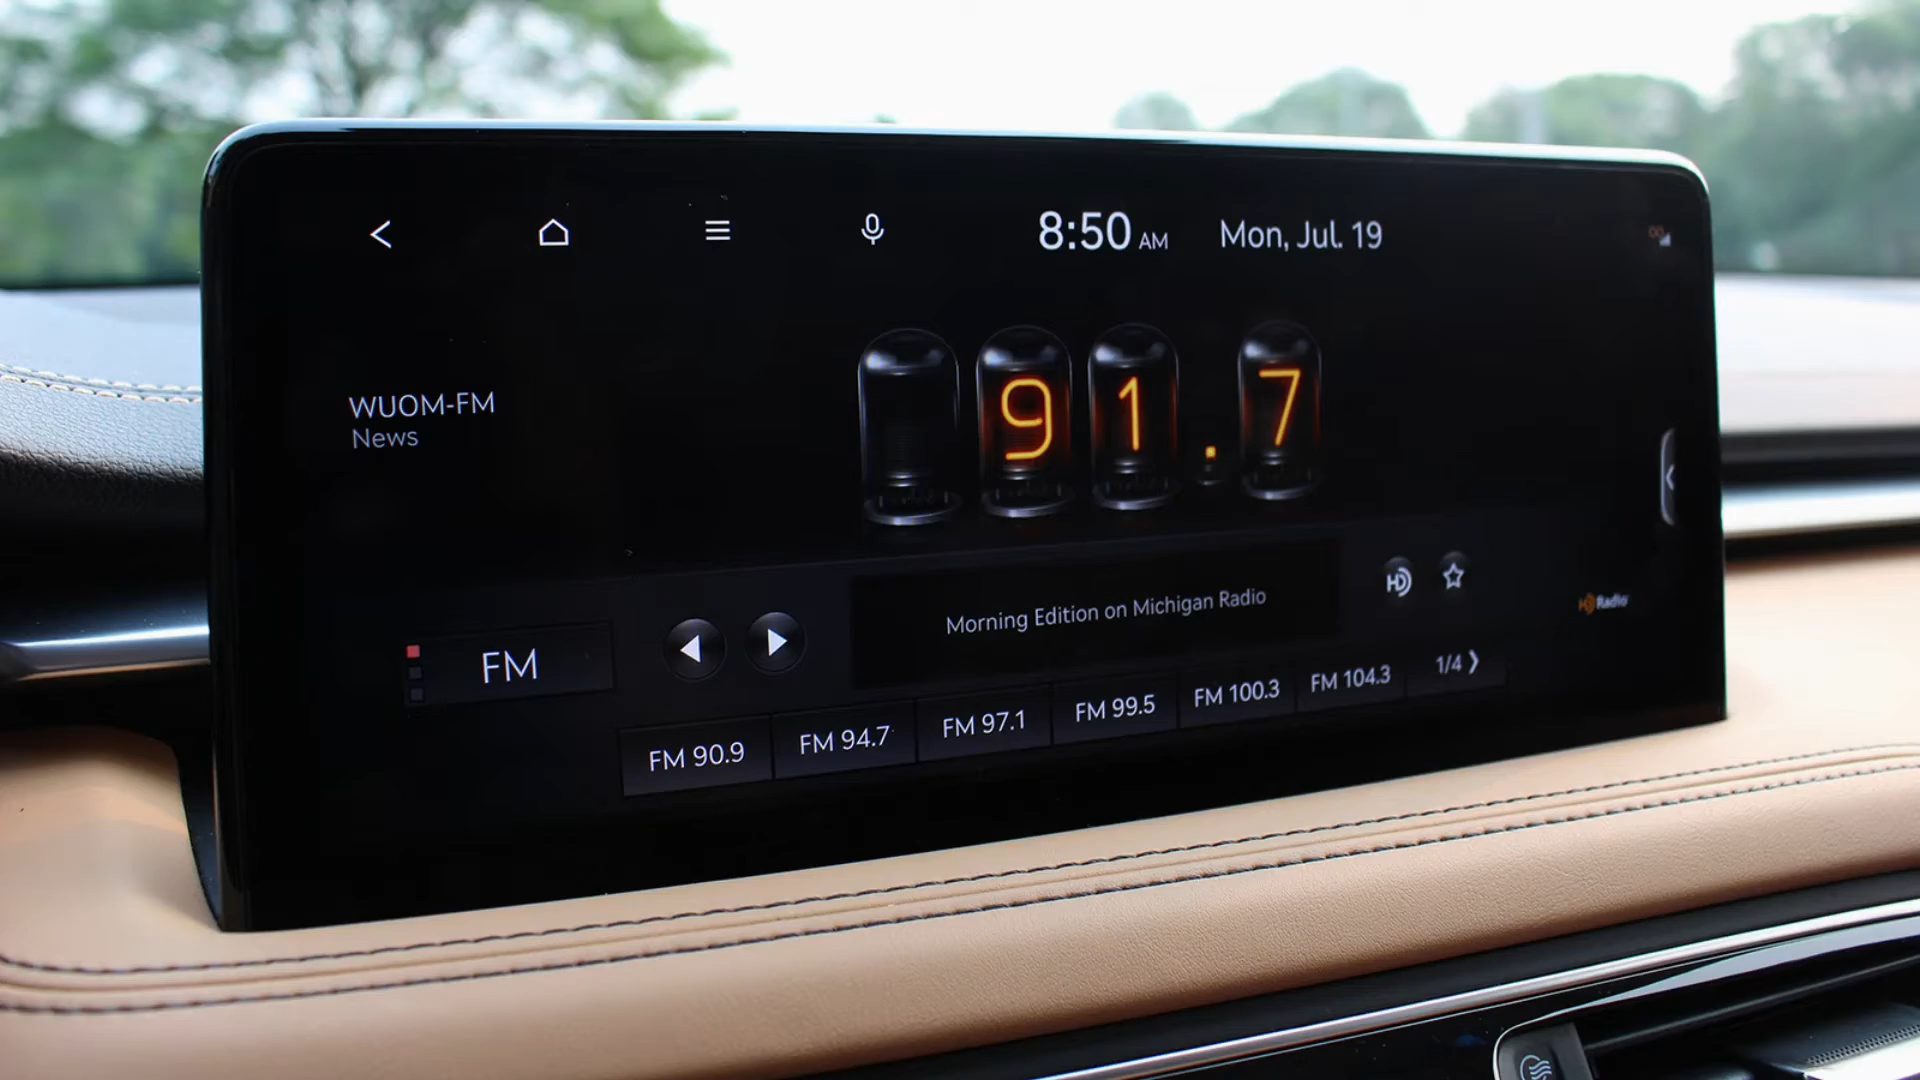 8:50 AM Mon, Jul. 19
WUOM-FM
News
91.7
Morning Edition on Michigan Radio
HD
HD Radio
FM
FM 90.9 FM 94.7 FM 97.1 FM 99.5 FM 100.3 FM 104.3 1/4